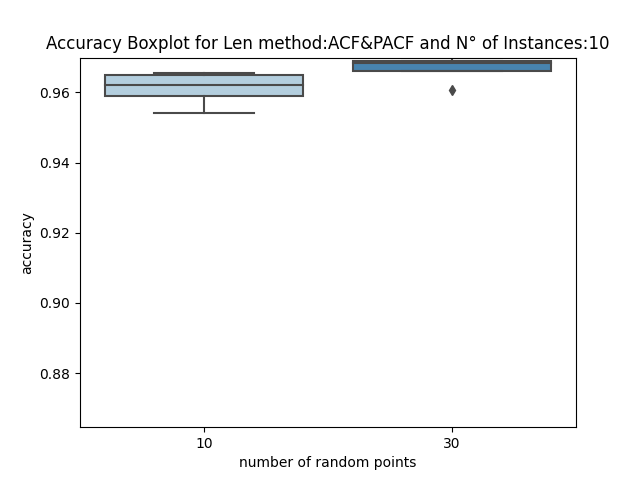 Accuracy Boxplot for Len method:ACF&PACF and N° of Instances:10
0.96
0.94
0.92
0.90
0.88
accuracy
10
30
number of random points